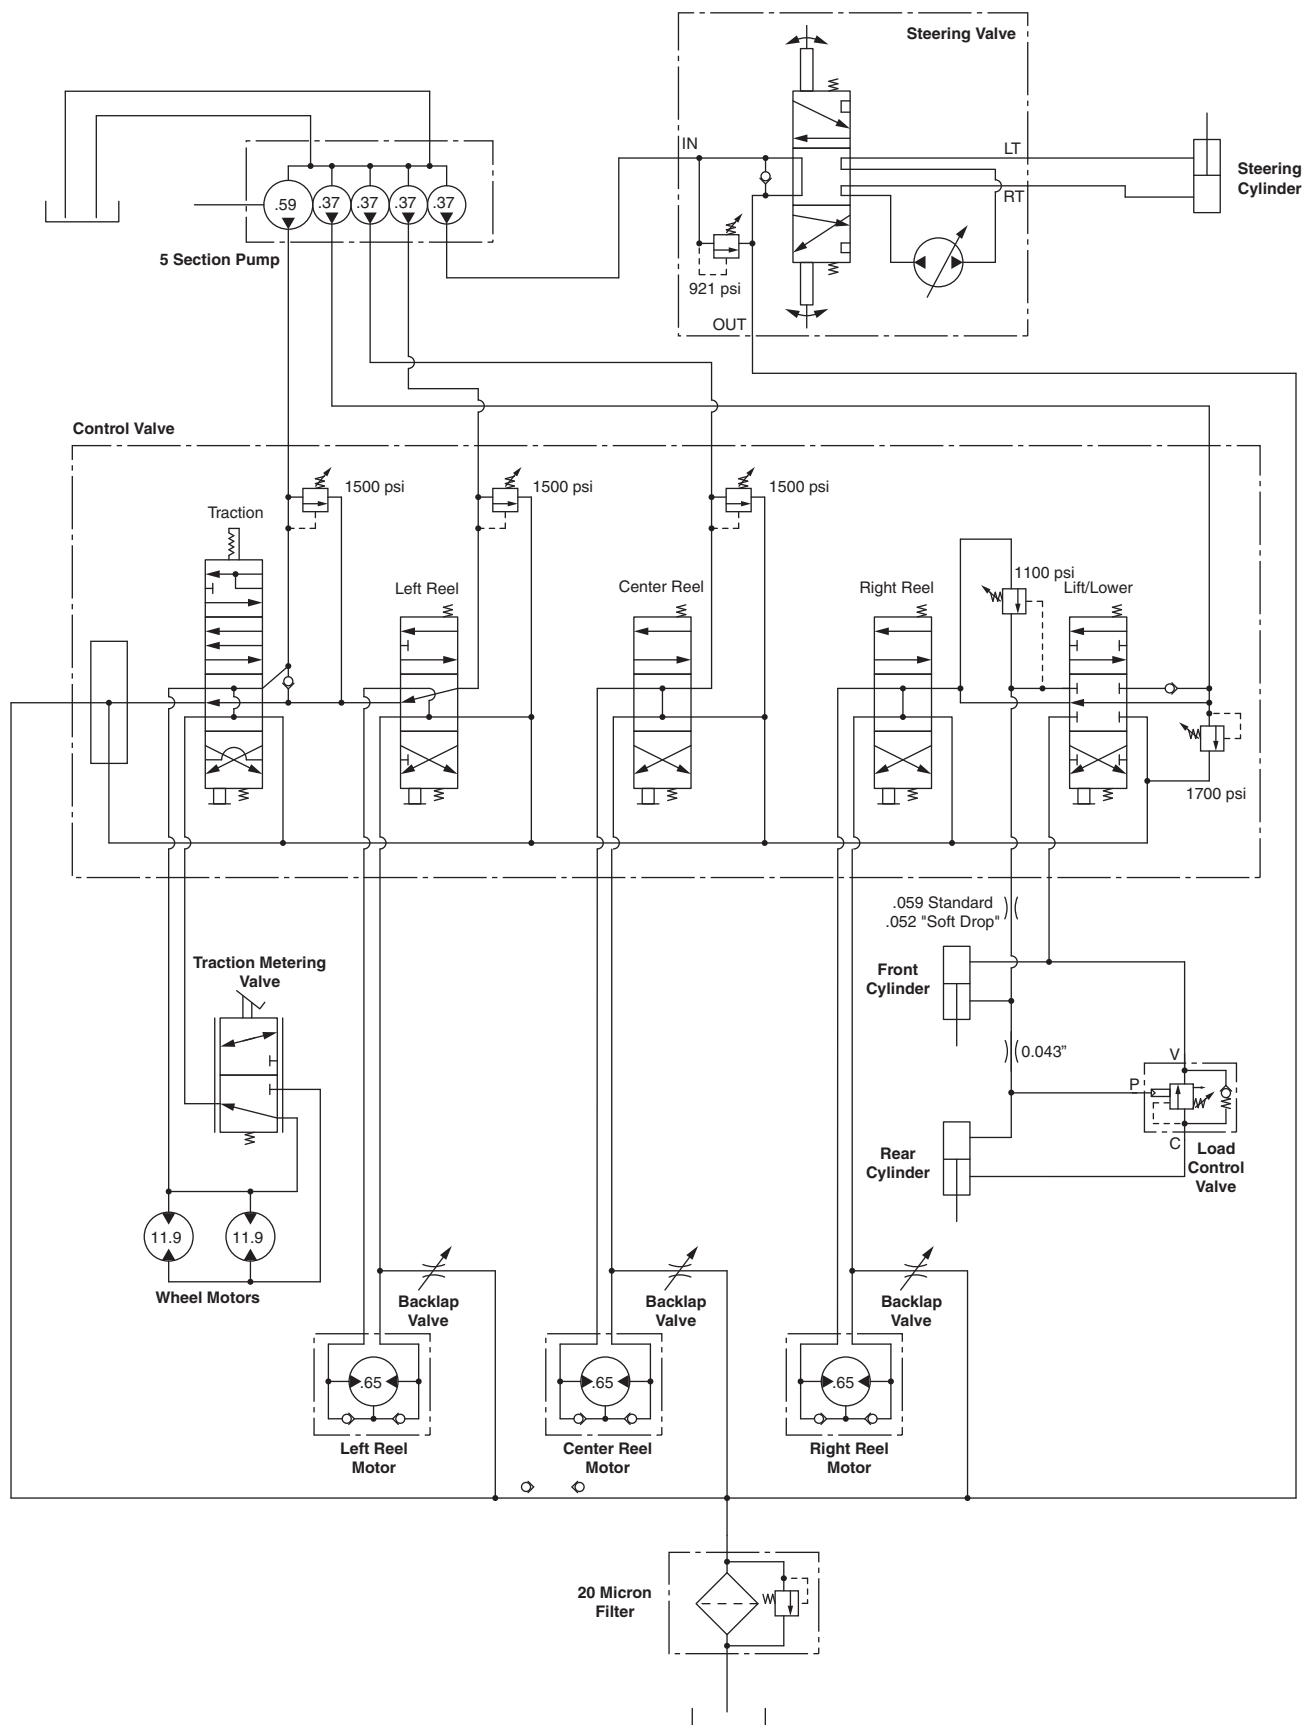 Steering Valve
IN
LT
RT
Steering
Cylinder
.59
.37
.37
.37
.37
5 Section Pump
921 psi
OUT
Control Valve
1500 psi
1500 psi
1500 psi
Traction
Left Reel
Center Reel
Right Reel
1100 psi
Lift/Lower
1700 psi
.059 Standard
.052 "Soft Drop"
Traction Metering
Valve
Front
Cylinder
0.043”
V
P
C
Rear
Cylinder
Load
Control
Valve
11.9
11.9
Wheel Motors
Backlap
Valve
Backlap
Valve
Backlap
Valve
.65
.65
.65
Left Reel
Motor
Center Reel
Motor
Right Reel
Motor
20 Micron
Filter